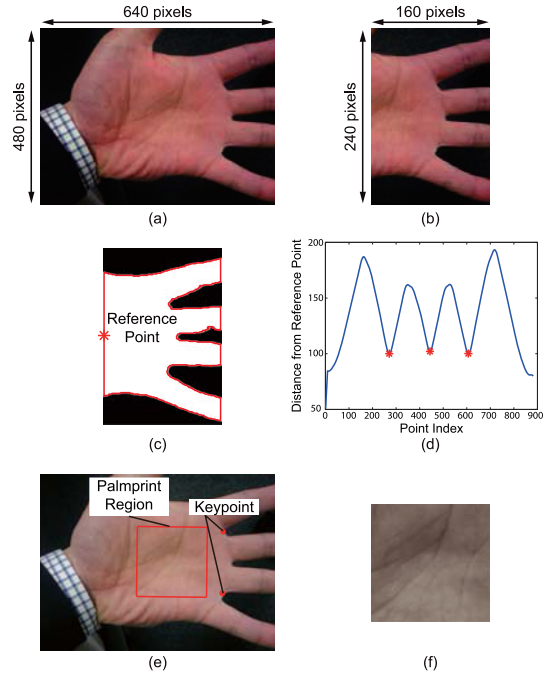 640 pixels
160 pixels
480 pixels
240 pixels
(a)
(b)
Reference
Point
(c)
Distance from Reference Point
200
150
100
50
0 100 200 300 400 500 600 700 800 900
Point Index
(d)
Palmprint
Region
Keypoint
(e)
(f)